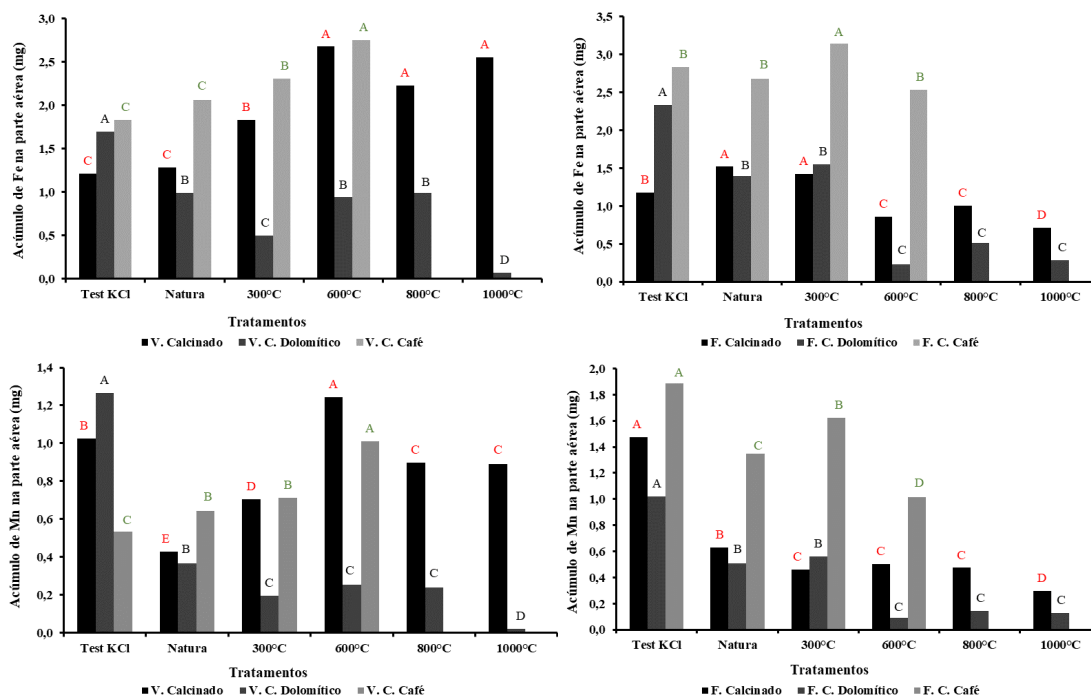 Acúmulo de Fe na parte aérea (mg)
3,0
2,5
2,0
1,5
1,0
0,5
0,0
C A C
C B C
B C B
A B A
A B
A D
Test KCl Natura 300°C 600°C 800°C 1000°C
Tratamentos
V. Calcinado V. C. Dolomítico V. C. Café
Acúmulo de Fe na parte aérea (mg)
3,5
3,0
2,5
2,0
1,5
1,0
0,5
0,0
B A B
A B B
A B A
C C B
C C
D C
Test KCl Natura 300°C 600°C 800°C 1000°C
Tratamentos
F. Calcinado F. C. Dolomítico F. C. Café
Acúmulo de Mn na parte aérea (mg)
1,4
1,2
1,0
0,8
0,6
0,4
0,2
0,0
B A C
E B B
D C B
A C A
C C
C D
Test KCl Natura 300°C 600°C 800°C 1000°C
Tratamentos
V. Calcinado V. C. Dolomítico V. C. Café
Acúmulo de Mn na parte aérea (mg)
2,0
1,8
1,6
1,4
1,2
1,0
0,8
0,6
0,4
0,2
0,0
A A A
B B C
C B B
C C D
C C
D C
Test KCl Natura 300°C 600°C 800°C 1000°C
Tratamentos
F. Calcinado F. C. Dolomítico F. C. Café